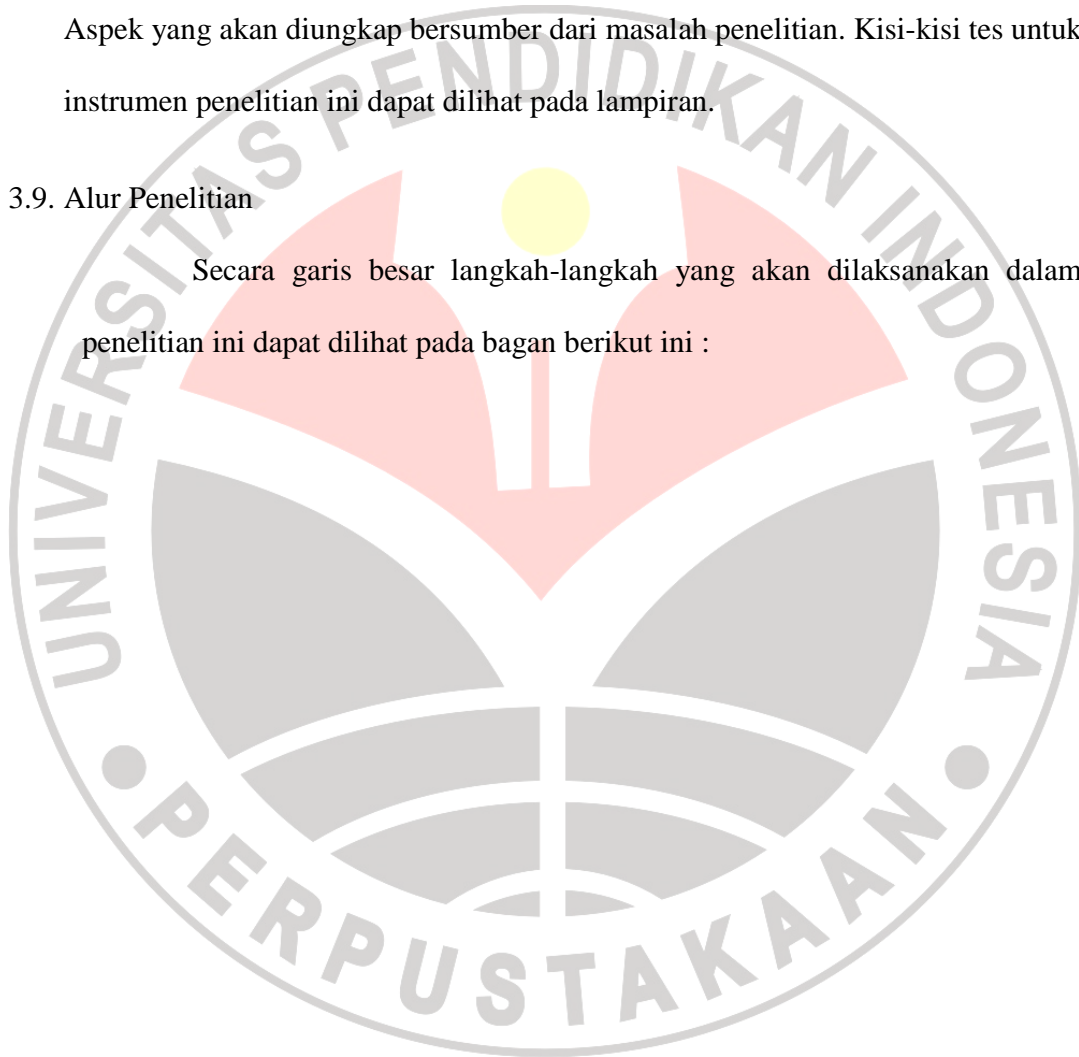 Aspek yang akan diungkap bersumber dari masalah penelitian. Kisi-kisi tes untuk
instrumen penelitian ini dapat dilihat pada lampiran.
3.9. Alur Penelitian
Secara garis besar langkah-langkah yang akan dilaksanakan dalam
penelitian ini dapat dilihat pada bagan berikut ini :
UNIVERSITAS PENDIDIKAN INDONESIA
PERPUSTAKAAN